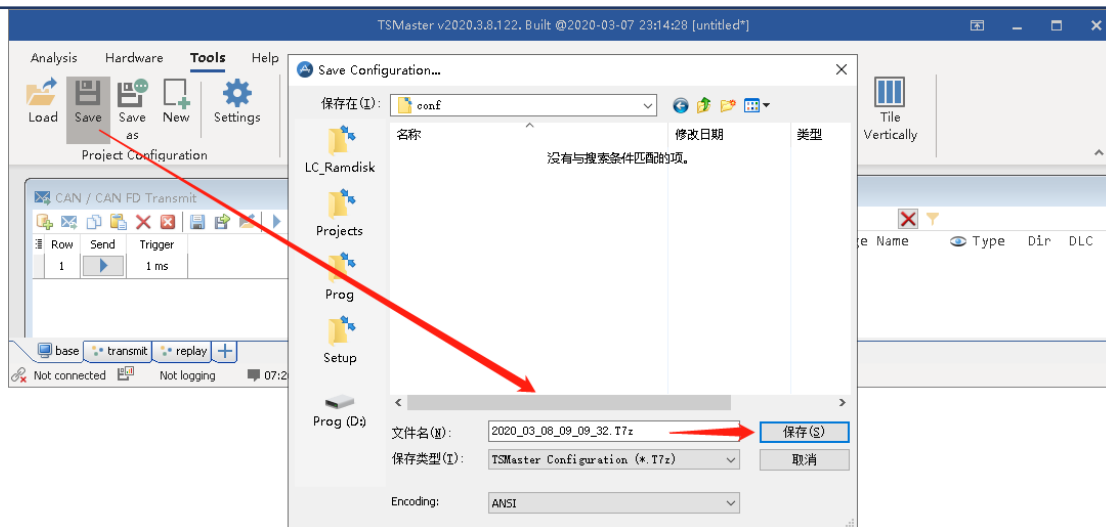 TSMaster v2020.3.8.122. Built @2020-03-07 23:14:28 [untitled*]
Analysis Hardware Tools Help
Load Save Save as New Settings
Project Configuration
Tile Vertically
Save Configuration...
保存在(I): conf
名称 修改日期 类型
没有与搜索条件匹配的项。
LC_Ramdisk
Projects
Prog
Setup
Prog (D:)
文件名(N): 2020_03_08_09_09_32.T7z 保存(S)
保存类型(T): TSMaster Configuration (*.T7z) 取消
Encoding: ANSI
CAN / CAN FD Transmit
Row Send Trigger
1 1 ms
Name Type Dir DLC
base transmit replay
Not connected Not logging